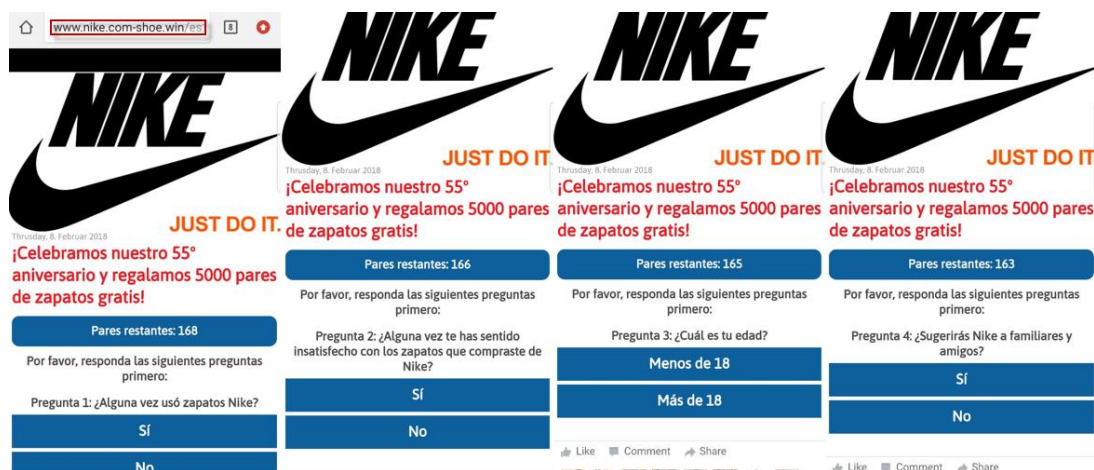 www.nike.com-shoe.win/es
8
NIKE
JUST DO IT.
Thrusday, 8. Februar 2018
¡Celebramos nuestro 55°
aniversario y regalamos 5000 pares
de zapatos gratis!
Pares restantes: 168
Por favor, responda las siguientes preguntas
primero:
Pregunta 1: ¿Alguna vez usó zapatos Nike?
Sí
No
NIKE
JUST DO IT.
Thrusday, 8. Februar 2018
¡Celebramos nuestro 55°
aniversario y regalamos 5000 pares
de zapatos gratis!
Pares restantes: 166
Por favor, responda las siguientes preguntas
primero:
Pregunta 2: ¿Alguna vez te has sentido
insatisfecho con los zapatos que compraste de
Nike?
Sí
No
NIKE
JUST DO IT.
Thrusday, 8. Februar 2018
¡Celebramos nuestro 55°
aniversario y regalamos 5000 pares
de zapatos gratis!
Pares restantes: 165
Por favor, responda las siguientes preguntas
primero:
Pregunta 3: ¿Cuál es tu edad?
Menos de 18
Más de 18
Like Comment Share
NIKE
JUST DO IT
Thrusday, 8. Februar 2018
¡Celebramos nuestro 55°
aniversario y regalamos 5000 pares
de zapatos gratis!
Pares restantes: 163
Por favor, responda las siguientes preguntas
primero:
Pregunta 4: ¿Sugerirás Nike a familiares y
amigos?
Sí
No
Like Comment Share